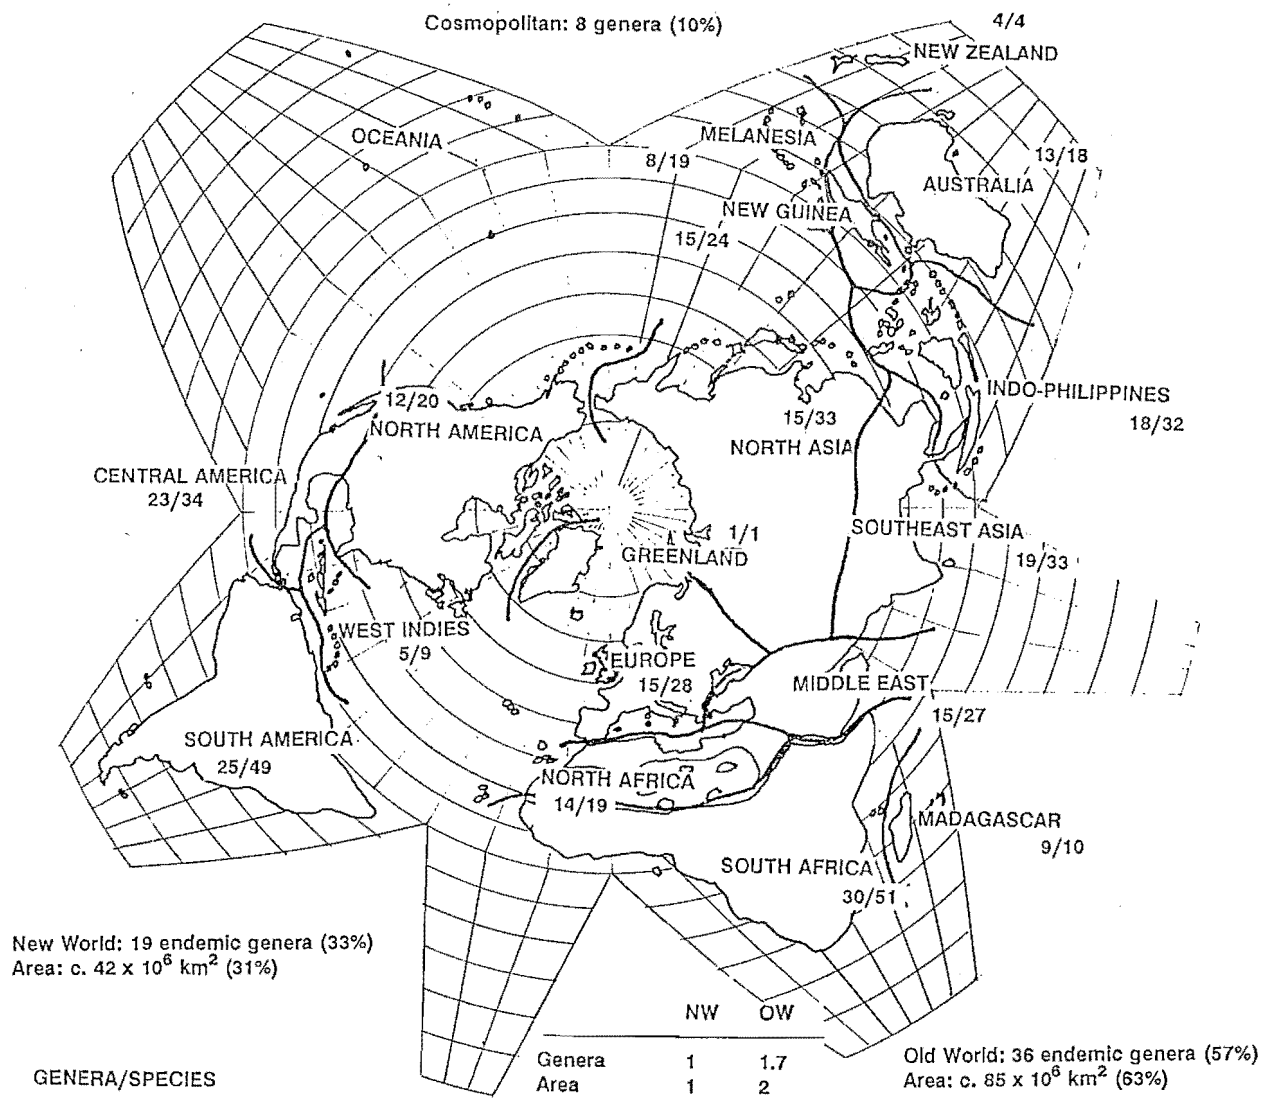 Cosmopolitan: 8 genera (10%)
4/4
NEW ZEALAND
OCEANIA
MELANESIA
8/19
13/18
AUSTRALIA
NEW GUINEA
15/24
INDO-PHILIPPINES
18/32
12/20
NORTH AMERICA
15/33
NORTH ASIA
CENTRAL AMERICA
23/34
1/1
GREENLAND
SOUTHEAST ASIA
19/33
WEST INDIES
5/9
EUROPE
15/28
MIDDLE EAST
15/27
SOUTH AMERICA
25/49
NORTH AFRICA
14/19
MADAGASCAR
9/10
SOUTH AFRICA
30/51
New World: 19 endemic genera (33%)
Area: c. 42 x 10⁶ km² (31%)
NW OW
Genera 1 1.7
Area 1 2
Old World: 36 endemic genera (57%)
Area: c. 85 x 10⁶ km² (63%)
GENERA/SPECIES